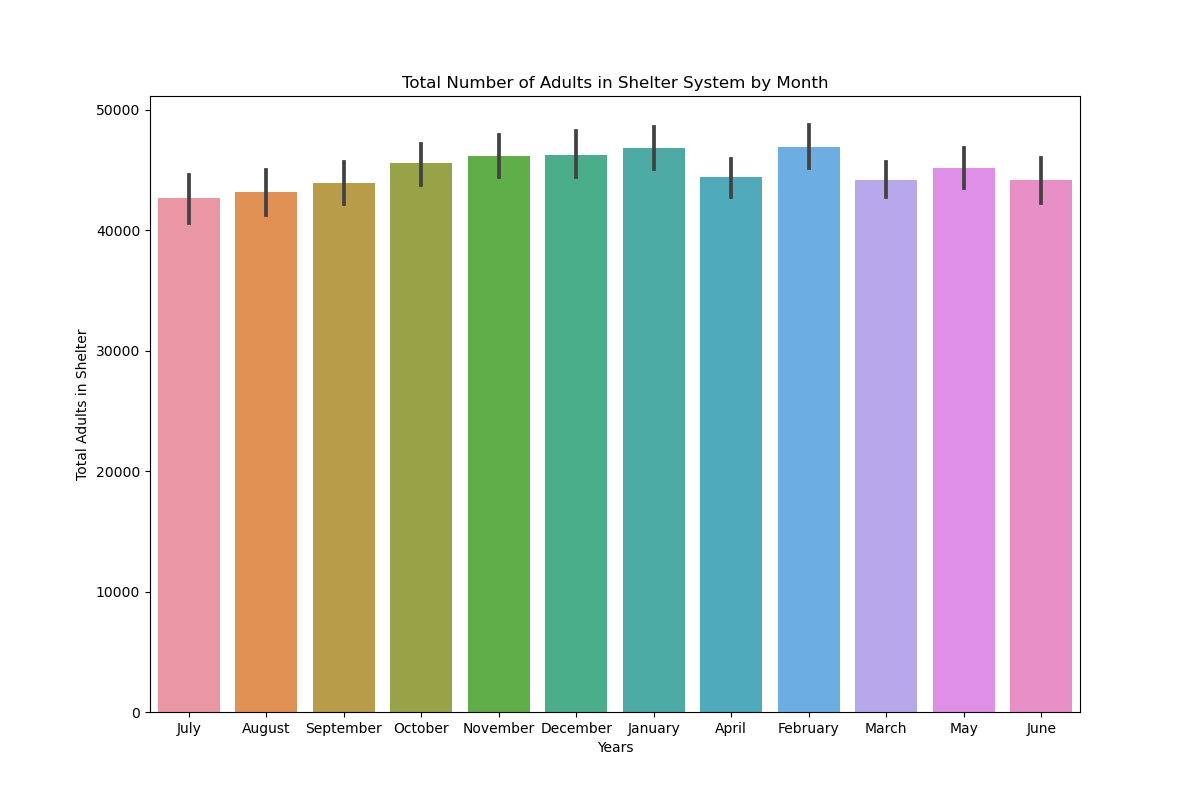 Total Number of Adults in Shelter System by Month
Total Adults in Shelter
50000
40000
30000
20000
10000
0
July August September October November December January April February March May June
Years